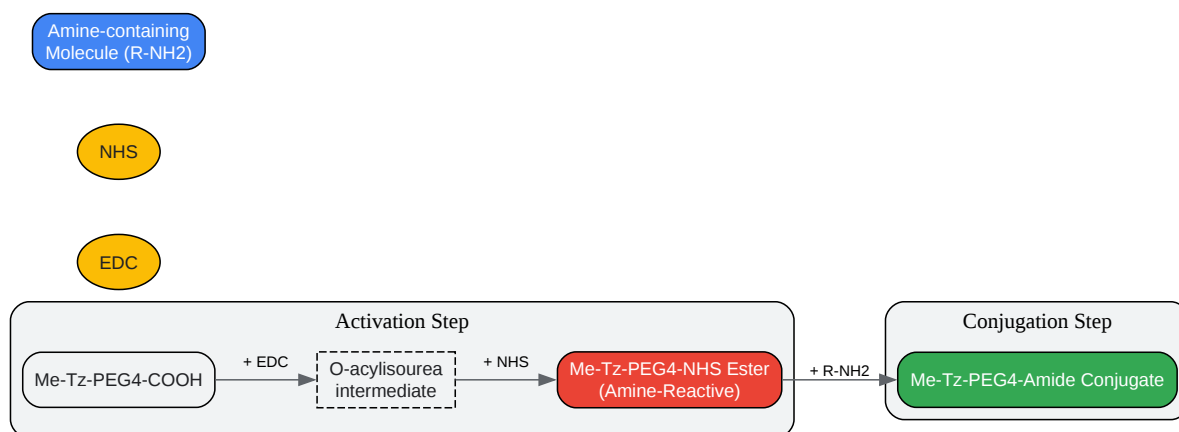 Amine-containing
Molecule (R-NH2)
NHS
EDC
Activation Step
Conjugation Step
Me-Tz-PEG4-COOH
+ EDC
O-acylisourea
intermediate
+ NHS
Me-Tz-PEG4-NHS Ester
(Amine-Reactive)
+ R-NH2
Me-Tz-PEG4-Amide Conjugate